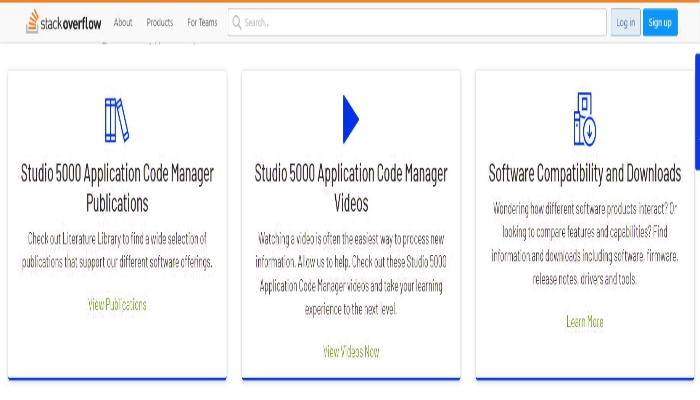 stackoverflow About Products For Teams Search... Log in Sign up
Studio 5000 Application Code Manager
Publications
Check out Literature Library to find a wide selection of
publications that support our different software offerings.
View Publications
Studio 5000 Application Code Manager
Videos
Watching a video is often the easiest way to process new
information. Allow us to help. Check out these Studio 5000
Application Code Manager videos and take your learning
experience to the next level.
View Videos Now
Software Compatibility and Downloads
Wondering how different software products interact? Or
looking to compare features and capabilities? Find
information and downloads including software, firmware,
release notes, drivers and tools.
Learn More